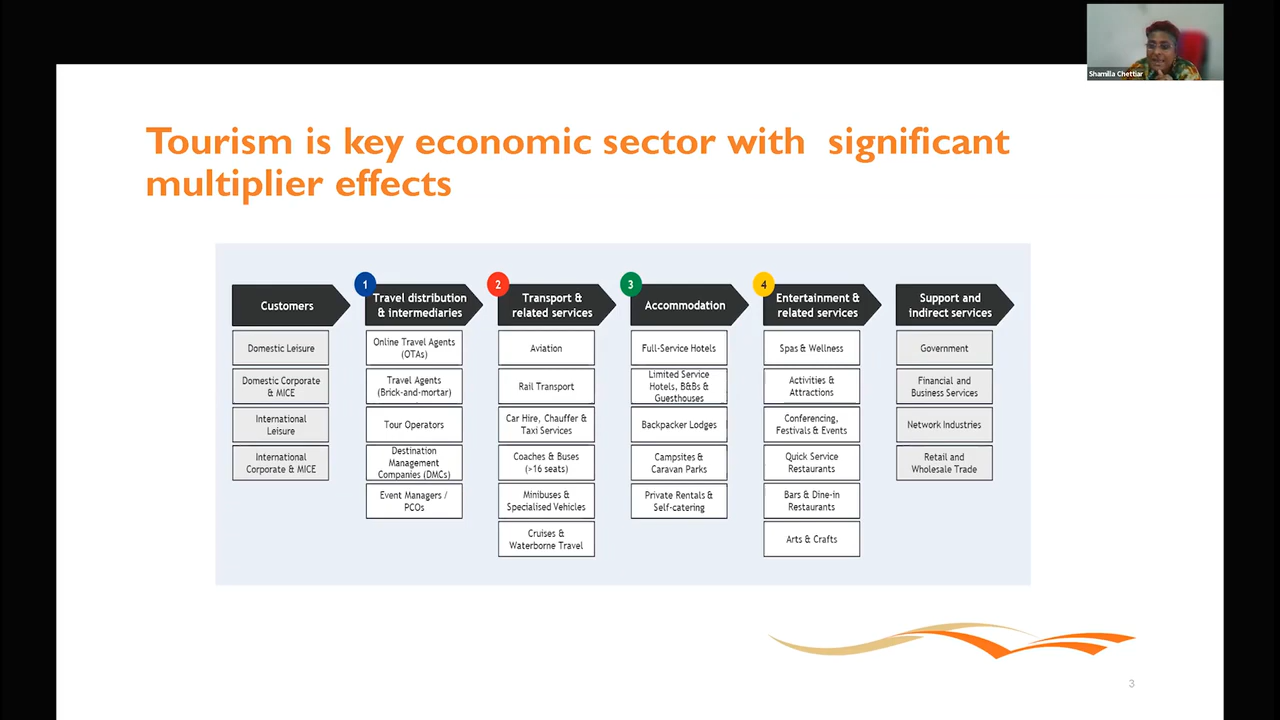 Shamilla Chettiar
Tourism is key economic sector with  significant
multiplier effects
Customers
Domestic Leisure
Domestic Corporate
& MICE
International
Leisure
International
Corporate & MICE
1
Travel distribution
& intermediaries
Online Travel Agents
(OTAs)
Travel Agents
(Brick-and-mortar)
Tour Operators
Destination
Management
Companies (DMCs)
Event Managers /
PCOs
2
Transport &
related services
Aviation
Rail Transport
Car Hire, Chauffer &
Taxi Services
Coaches & Buses
(>16 seats)
Minibuses &
Specialised Vehicles
Cruises &
Waterborne Travel
3
Accommodation
Full-Service Hotels
Limited Service
Hotels, B&Bs &
Guesthouses
Backpacker Lodges
Campsites &
Caravan Parks
Private Rentals &
Self-catering
4
Entertainment &
related services
Spas & Wellness
Activities &
Attractions
Conferencing,
Festivals & Events
Quick Service
Restaurants
Bars & Dine-in
Restaurants
Arts & Crafts
Support and
indirect services
Government
Financial and
Business Services
Network Industries
Retail and
Wholesale Trade
3